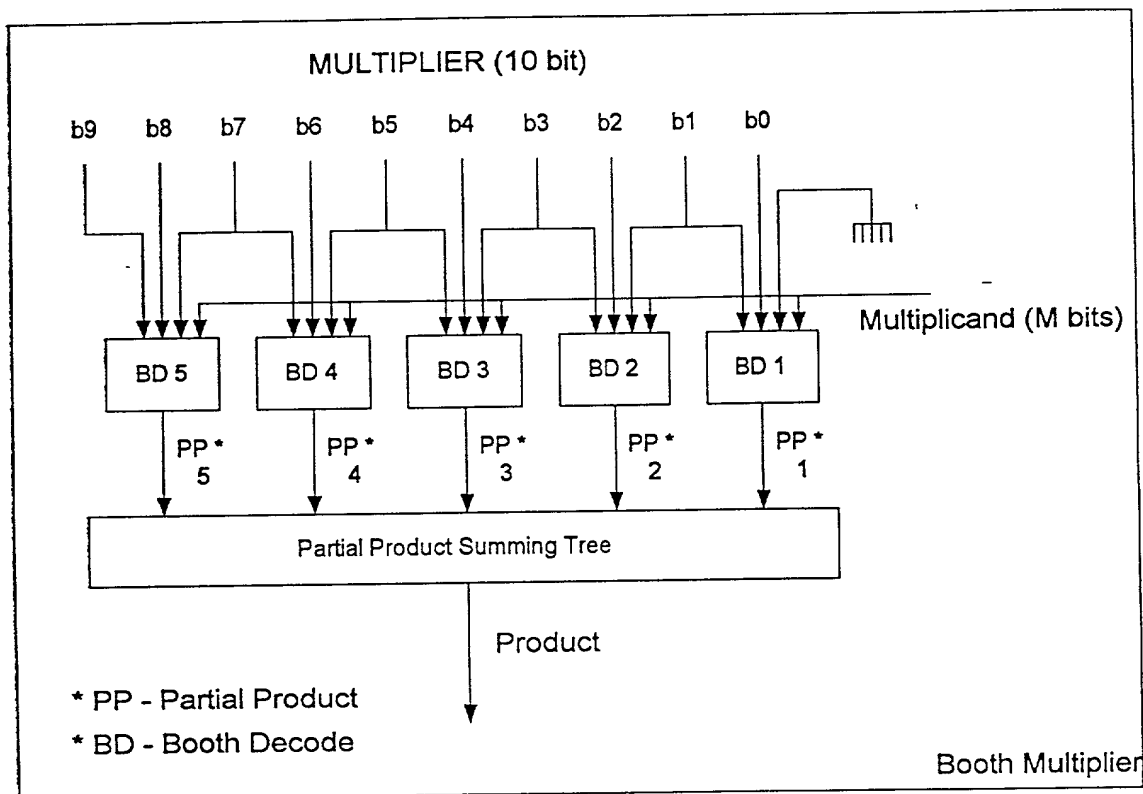 MULTIPLIER (10 bit)
b9 b8 b7 b6 b5 b4 b3 b2 b1 b0
Multiplicand (M bits)
BD 5 BD 4 BD 3 BD 2 BD 1
PP * PP * PP * PP * PP *
5 4 3 2 1
Partial Product Summing Tree
Product
* PP - Partial Product
* BD - Booth Decode
Booth Multiplier